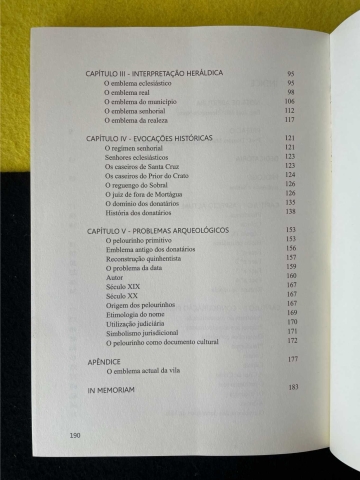 CAPÍTULO III - INTERPRETAÇÃO HERÁLDICA 95
O emblema eclesiástico 95
O emblema real 98
O emblema do município 106
O emblema senhorial 112
O emblema da realeza 117
CAPÍTULO IV - EVOCAÇÕES HISTÓRICAS 121
O regimen senhorial 121
Senhores eclesiásticos 123
Os caseiros de Santa Cruz 123
Os caseiros do Prior do Crato 124
O reguengo de Sobral 126
O juiz de fora de Mortágua 126
O domínio dos donatários 135
História dos donatários 138
CAPÍTULO V - PROBLEMAS ARQUEOLÓGICOS 153
O pelourinho primitivo 153
Emblema antigo dos donatários 156
Reconstrução quinhentista 157
O problema da data 159
Autor 160
Século XIX 167
Século XX 167
Origem dos pelourinhos 167
Etimologia do nome 169
Utilização judiciária 170
Simbolismo jurisdicional 171
O pelourinho como documento cultural 172
APÊNDICE 177
O emblema actual da vila
IN MEMORIAM 183
190